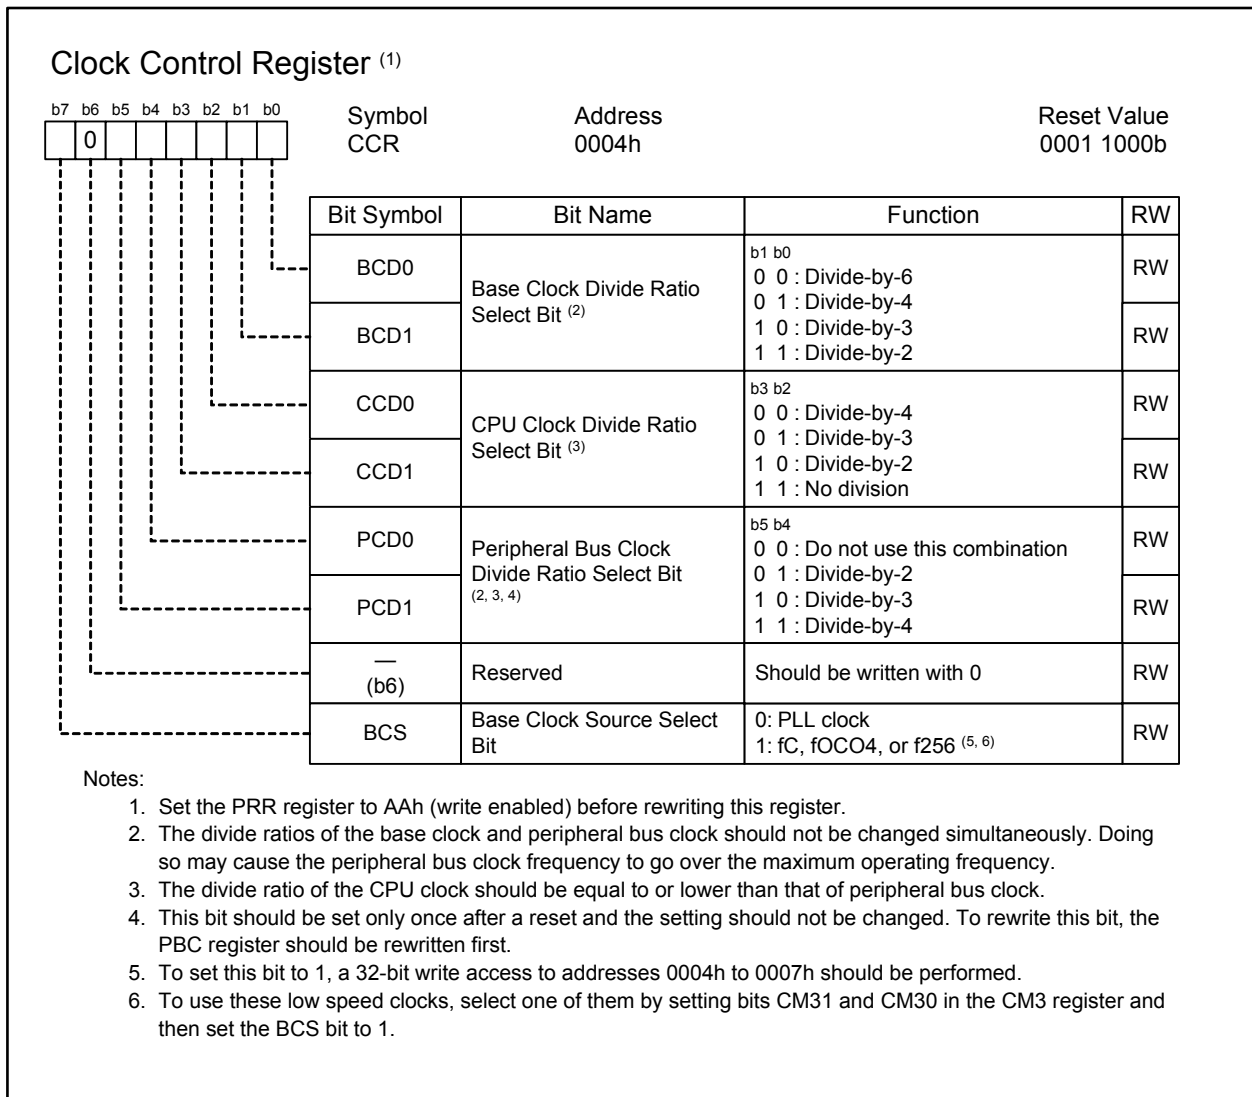 Clock Control Register (1)
b7 b6 b5 b4 b3 b2 b1 b0
0
Symbol Address Reset Value
CCR 0004h 0001 1000b
Bit Symbol Bit Name Function RW
BCD0
BCD1
Base Clock Divide Ratio
Select Bit (2)
b1 b0
0 0 : Divide-by-6
0 1 : Divide-by-4
1 0 : Divide-by-3
1 1 : Divide-by-2
RW
RW
CCD0
CCD1
CPU Clock Divide Ratio
Select Bit (3)
b3 b2
0 0 : Divide-by-4
0 1 : Divide-by-3
1 0 : Divide-by-2
1 1 : No division
RW
RW
PCD0
PCD1
Peripheral Bus Clock
Divide Ratio Select Bit
(2, 3, 4)
b5 b4
0 0 : Do not use this combination
0 1 : Divide-by-2
1 0 : Divide-by-3
1 1 : Divide-by-4
RW
RW
—
(b6)
Reserved
Should be written with 0
RW
BCS
Base Clock Source Select
Bit
0: PLL clock
1: fC, fOCO4, or f256 (5, 6)
RW
Notes:
1. Set the PRR register to AAh (write enabled) before rewriting this register.
2. The divide ratios of the base clock and peripheral bus clock should not be changed simultaneously. Doing
so may cause the peripheral bus clock frequency to go over the maximum operating frequency.
3. The divide ratio of the CPU clock should be equal to or lower than that of peripheral bus clock.
4. This bit should be set only once after a reset and the setting should not be changed. To rewrite this bit, the
PBC register should be rewritten first.
5. To set this bit to 1, a 32-bit write access to addresses 0004h to 0007h should be performed.
6. To use these low speed clocks, select one of them by setting bits CM31 and CM30 in the CM3 register and
then set the BCS bit to 1.